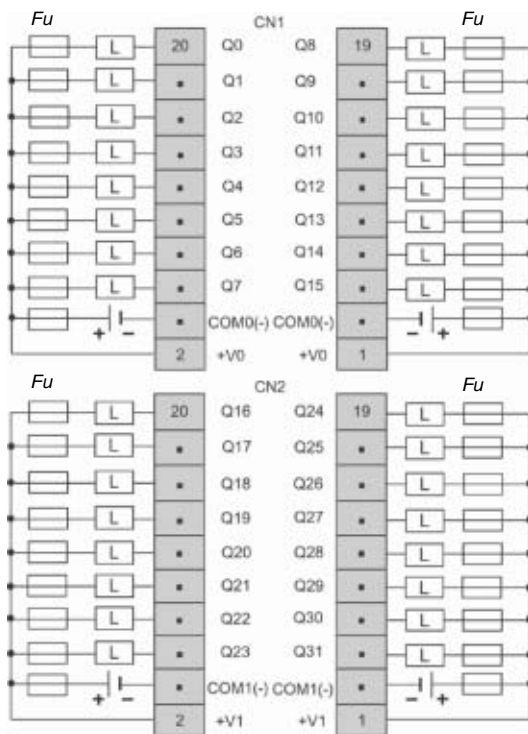 Fu CN1 Fu
L 20 Q0 Q8 19 L
L Q1 Q9 L
L Q2 Q10 L
L Q3 Q11 L
L Q4 Q12 L
L Q5 Q13 L
L Q6 Q14 L
L Q7 Q15 L
+ - COM0(-) COM0(-) - +
2 +V0 +V0 1
Fu CN2 Fu
L 20 Q16 Q24 19 L
L Q17 Q25 L
L Q18 Q26 L
L Q19 Q27 L
L Q20 Q28 L
L Q21 Q29 L
L Q22 Q30 L
L Q23 Q31 L
+ - COM1(-) COM1(-) - +
2 +V1 +V1 1